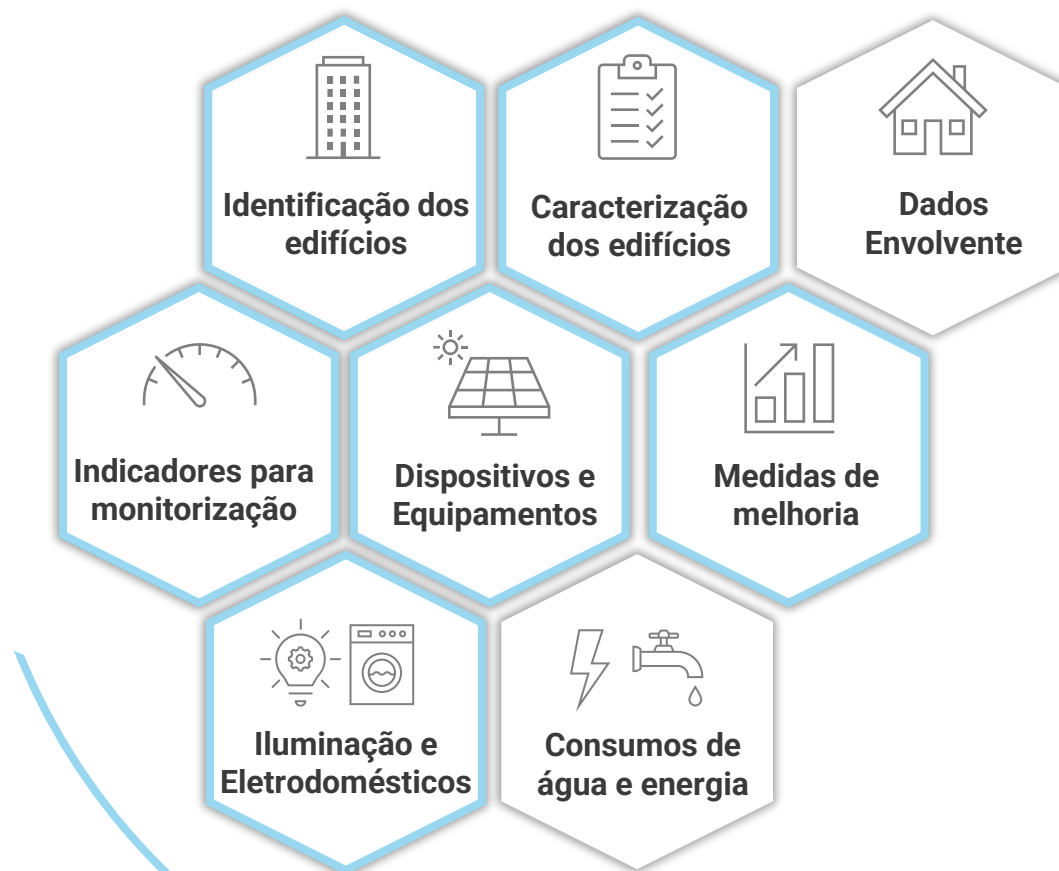 Identificação dos
edifícios
Caracterização
dos edifícios
Dados
Envolvente
Indicadores para
monitorização
Dispositivos e
Equipamentos
Medidas de
melhoria
Iluminação e
Eletrodomésticos
Consumos de
água e energia